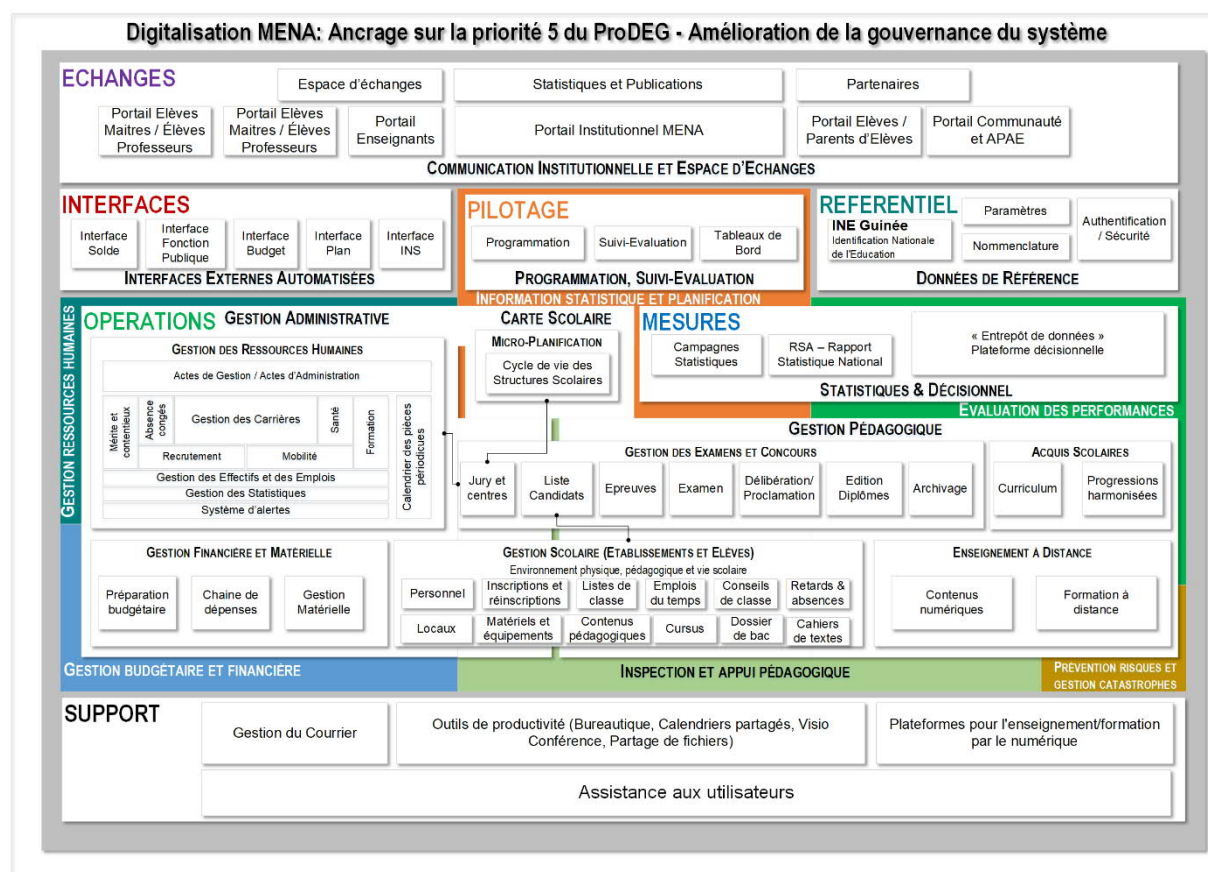 Digitalisation MENA: Ancrage sur la priorité 5 du ProDEG - Amélioration de la gouvernance du système
ECHANGES
Espace d'échanges
Statistiques et Publications
Partenaires
Portail Elèves
Maitres / Élèves
Professeurs
Portail Elèves
Maitres / Élèves
Professeurs
Portail
Enseignants
Portail Institutionnel MENA
Portail Elèves /
Parents d'Elèves
Portail Communauté
et APAE
COMMUNICATION INSTITUTIONNELLE ET ESPACE D'ECHANGES
INTERFACES
Interface
Solde
Interface
Fonction
Publique
Interface
Budget
Interface
Plan
Interface
INS
INTERFACES EXTERNES AUTOMATISÉES
PILOTAGE
Programmation
Suivi-Evaluation
Tableaux de
Bord
PROGRAMMATION, SUIVI-EVALUATION
INFORMATION STATISTIQUE ET PLANIFICATION
REFERENTIEL
INE Guinée
Identification Nationale
de l'Education
Paramètres
Nommenclature
Authentification
/ Sécurité
DONNÉES DE RÉFÉRENCE
GESTION RESSOURCES HUMAINES
OPERATIONS
GESTION ADMINISTRATIVE
GESTION DES RESSOURCES HUMAINES
Actes de Gestion / Actes d'Administration
Mérite et
contentieux
Absence
congés
Gestion des Carrières
Santé
Formation
Calendrier des pièces
périodicues
Recrutement
Mobilité
Gestion des Effectifs et des Emplois
Gestion des Statistiques
Système d'alertes
CARTE SCOLAIRE
MICRO-PLANIFICATION
Cycle de vie des
Structures Scolaires
MESURES
Campagnes
Statistiques
RSA – Rapport
Statistique National
« Entrepôt de données »
Plateforme décisionnelle
STATISTIQUES & DÉCISIONNEL
EVALUATION DES PERFORMANCES
GESTION PÉDAGOGIQUE
GESTION DES EXAMENS ET CONCOURS
Jury et
centres
Liste
Candidats
Epreuves
Examen
Délibération/
Proclamation
Edition
Diplômes
Archivage
ACQUIS SCOLAIRES
Curriculum
Progressions
harmonisées
GESTION FINANCIÈRE ET MATÉRIELLE
Préparation
budgétaire
Chaine de
dépenses
Gestion
Matérielle
GESTION SCOLAIRE (ETABLISSEMENTS ET ELÈVES)
Environnement physique, pédagogique et vie scolaire
Personnel
Inscriptions et
réinscriptions
Listes de
classe
Emplois
du temps
Conseils
de classe
Retards &
absences
Locaux
Matériels et
équipements
Contenus
pédagogiques
Cursus
Dossier
de bac
Cahiers
de textes
ENSEIGNEMENT À DISTANCE
Contenus
numériques
Formation à
distance
GESTION BUDGÉTAIRE ET FINANCIÈRE
INSPECTION ET APPUI PÉDAGOGIQUE
PRÉVENTION RISQUES ET
GESTION CATASTROPHES
SUPPORT
Gestion du Courrier
Outils de productivité (Bureautique, Calendriers partagés, Visio
Conférence, Partage de fichiers)
Plateformes pour l'enseignement/formation
par le numérique
Assistance aux utilisateurs